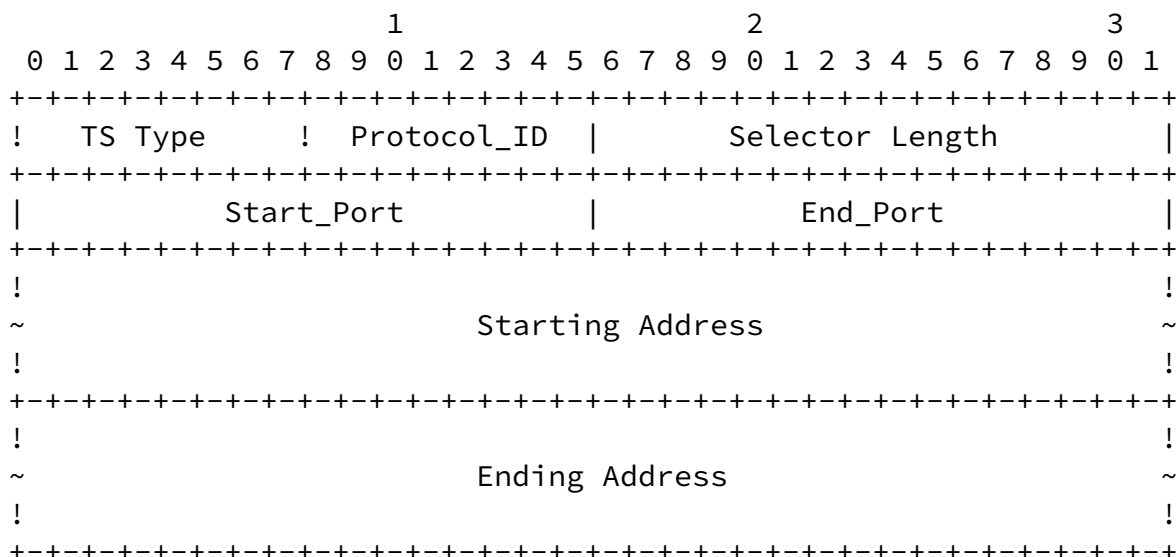 1                   2                   3
 0 1 2 3 4 5 6 7 8 9 0 1 2 3 4 5 6 7 8 9 0 1 2 3 4 5 6 7 8 9 0 1
+-+-+-+-+-+-+-+-+-+-+-+-+-+-+-+-+-+-+-+-+-+-+-+-+-+-+-+-+-+-+-+-+
!   TS Type     ! Protocol_ID   |       Selector Length         |
+-+-+-+-+-+-+-+-+-+-+-+-+-+-+-+-+-+-+-+-+-+-+-+-+-+-+-+-+-+-+-+-+
|           Start_Port          |           End_Port            |
+-+-+-+-+-+-+-+-+-+-+-+-+-+-+-+-+-+-+-+-+-+-+-+-+-+-+-+-+-+-+-+-+
!                                                               !
~                         Starting Address                      ~
!                                                               !
+-+-+-+-+-+-+-+-+-+-+-+-+-+-+-+-+-+-+-+-+-+-+-+-+-+-+-+-+-+-+-+-+
!                                                               !
~                         Ending Address                        ~
!                                                               !
+-+-+-+-+-+-+-+-+-+-+-+-+-+-+-+-+-+-+-+-+-+-+-+-+-+-+-+-+-+-+-+-+